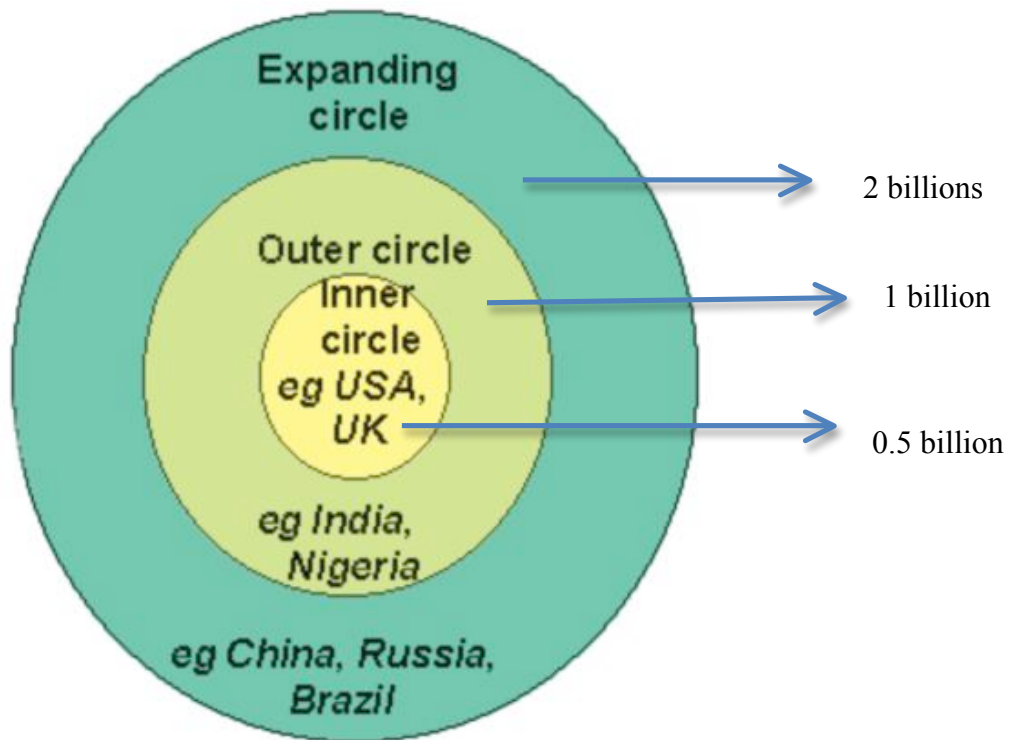 Expanding
circle
2 billions
Outer circle
1 billion
Inner
circle
eg USA,
UK
0.5 billion
eg India,
Nigeria
eg China, Russia,
Brazil